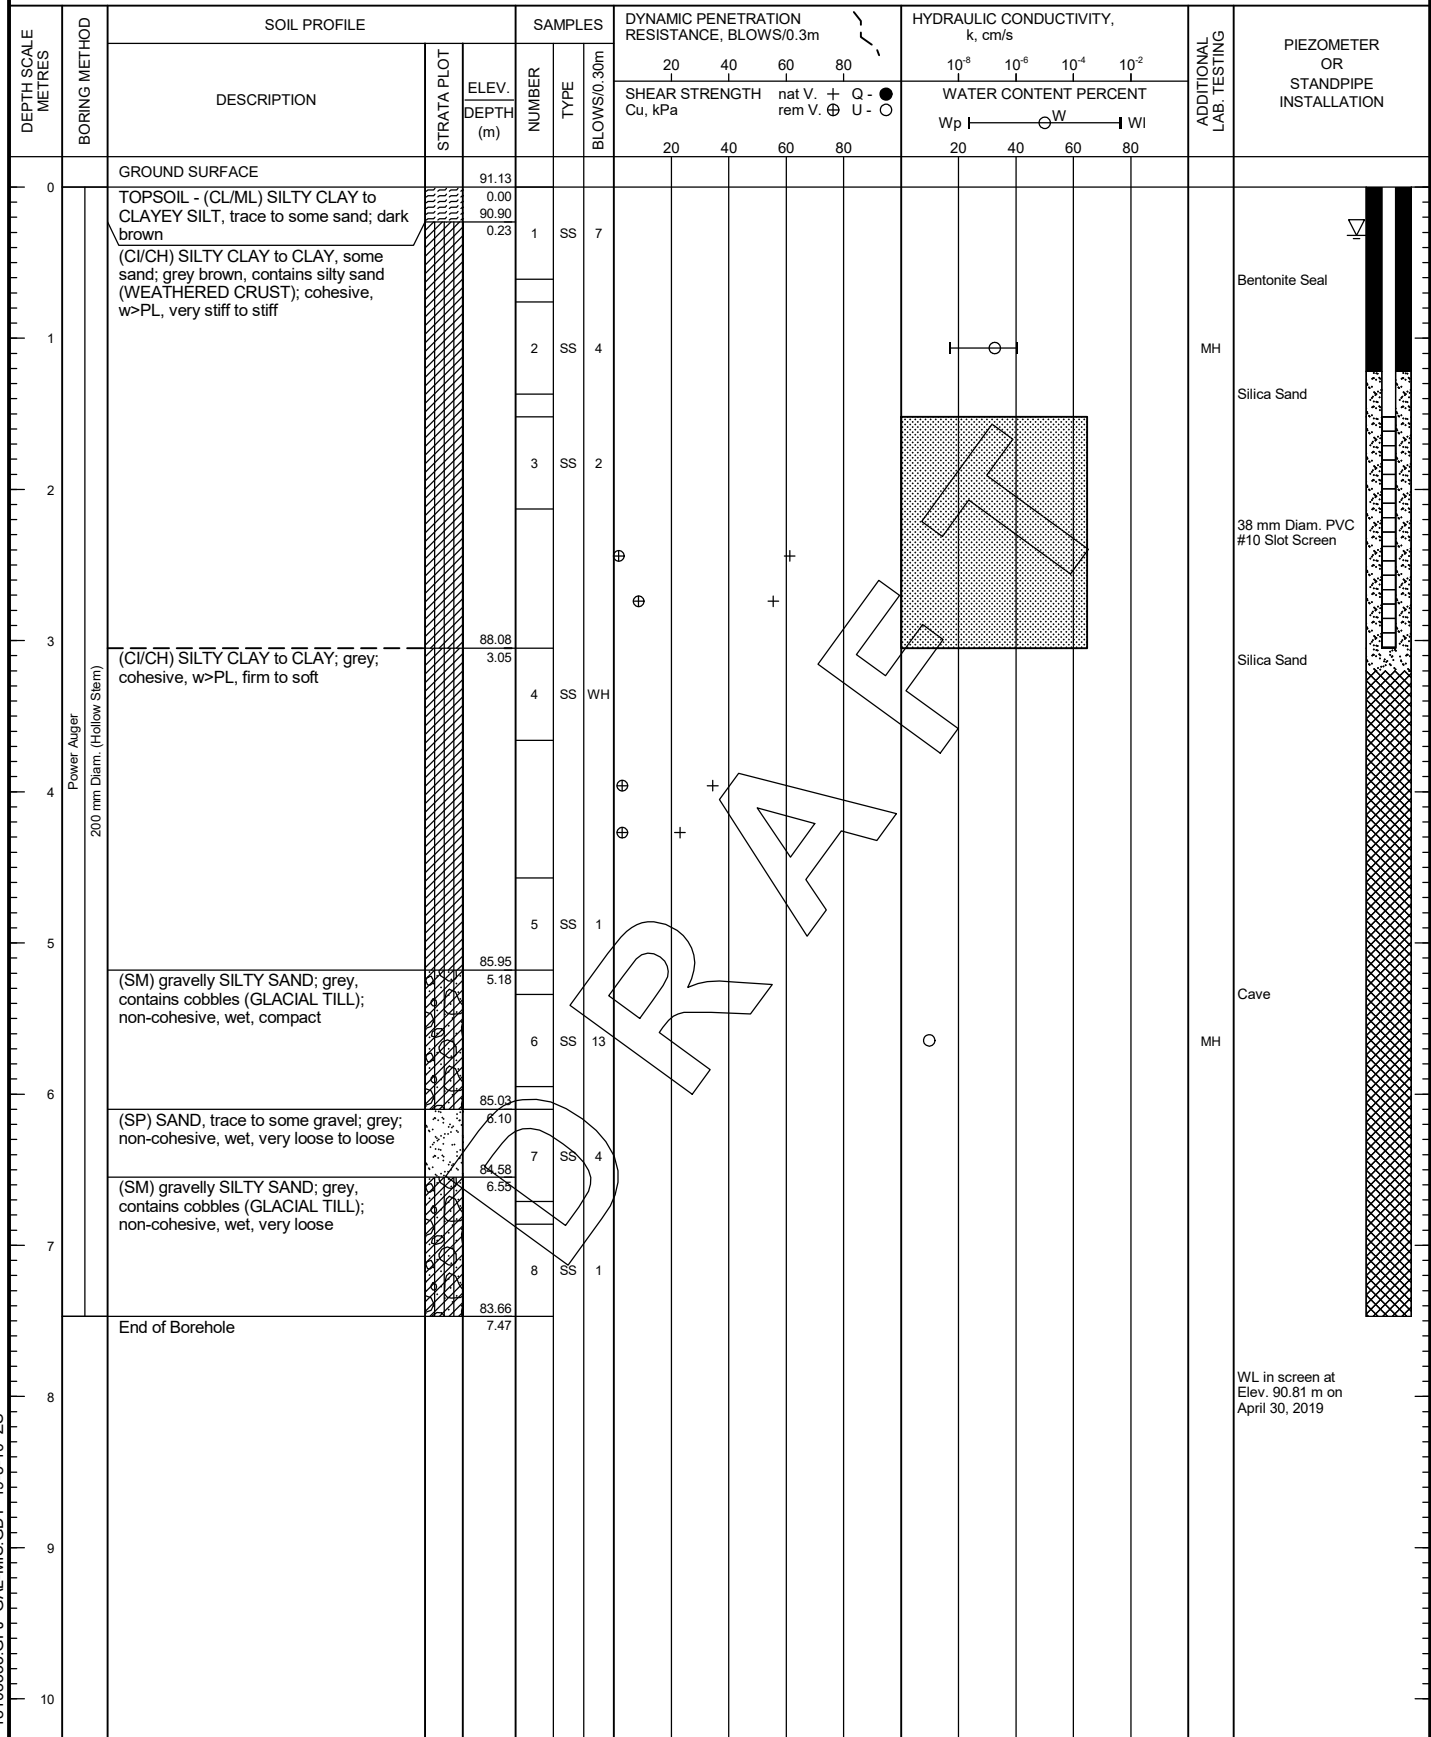 DEPTH SCALE
METRES
BORING METHOD
SOIL PROFILE
DESCRIPTION
STRATA PLOT
ELEV.
DEPTH
(m)
SAMPLES
NUMBER
TYPE
BLOWS/0.30m
DYNAMIC PENETRATION
RESISTANCE, BLOWS/0.3m
20 40 60 80
SHEAR STRENGTH nat V. + Q - ●
Cu, kPa rem V. ⊕ U - ○
20 40 60 80
HYDRAULIC CONDUCTIVITY,
k, cm/s
10⁻⁸ 10⁻⁶ 10⁻⁴ 10⁻²
WATER CONTENT PERCENT
Wp W Wl
20 40 60 80
ADDITIONAL
LAB. TESTING
PIEZOMETER
OR
STANDPIPE
INSTALLATION
GROUND SURFACE 91.13
0
TOPSOIL - (CL/ML) SILTY CLAY to 0.00
CLAYEY SILT, trace to some sand; dark 90.90
brown 0.23
1 SS 7
(CI/CH) SILTY CLAY to CLAY, some
sand; grey brown, contains silty sand
(WEATHERED CRUST); cohesive,
w>PL, very stiff to stiff
Bentonite Seal
1
2 SS 4 MH
Silica Sand
3 SS 2
2
38 mm Diam. PVC
#10 Slot Screen
3
88.08
(CI/CH) SILTY CLAY to CLAY; grey; 3.05
cohesive, w>PL, firm to soft
Silica Sand
4 SS WH
Power Auger
200 mm Diam. (Hollow Stem)
4
5 SS 1
5
85.95
(SM) gravelly SILTY SAND; grey, 5.18
contains cobbles (GLACIAL TILL);
non-cohesive, wet, compact
Cave
6 SS 13 MH
6
85.03
(SP) SAND, trace to some gravel; grey; 6.10
non-cohesive, wet, very loose to loose
7 SS 4
84.58
(SM) gravelly SILTY SAND; grey, 6.55
contains cobbles (GLACIAL TILL);
non-cohesive, wet, very loose
7
8 SS 1
83.66
End of Borehole 7.47
8
WL in screen at
Elev. 90.81 m on
April 30, 2019
9
10
DRAFT